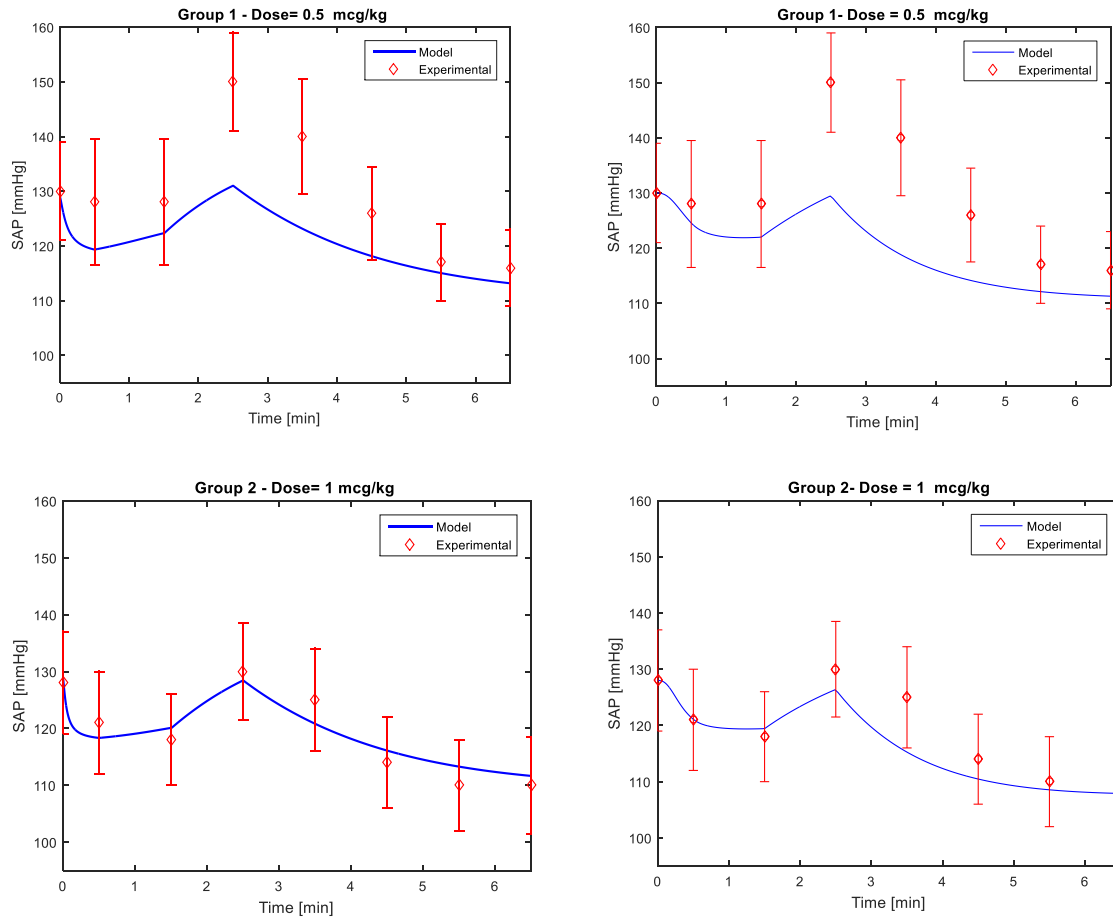 Group 1 - Dose= 0.5 mcg/kg
160
150
140
130
120
110
100
SAP [mmHg]
Model
Experimental
0 1 2 3 4 5 6
Time [min]
Group 1- Dose = 0.5 mcg/kg
160
150
140
130
120
110
100
SAP [mmHg]
Model
Experimental
0 1 2 3 4 5 6
Time [min]
Group 2 - Dose= 1 mcg/kg
160
150
140
130
120
110
100
SAP [mmHg]
Model
Experimental
0 1 2 3 4 5 6
Time [min]
Group 2- Dose = 1 mcg/kg
160
150
140
130
120
110
100
SAP [mmHg]
Model
Experimental
0 1 2 3 4 5 6
Time [min]